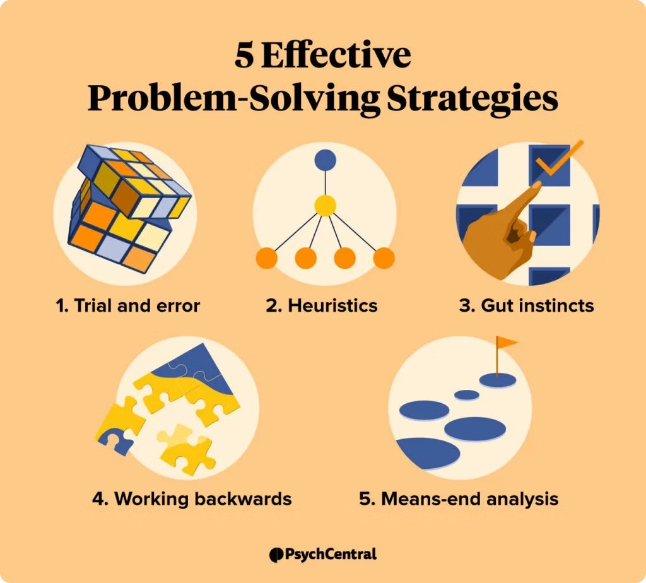 5 Effective
Problem-Solving Strategies
1. Trial and error
2. Heuristics
3. Gut instincts
4. Working backwards
5. Means-end analysis
PsychCentral